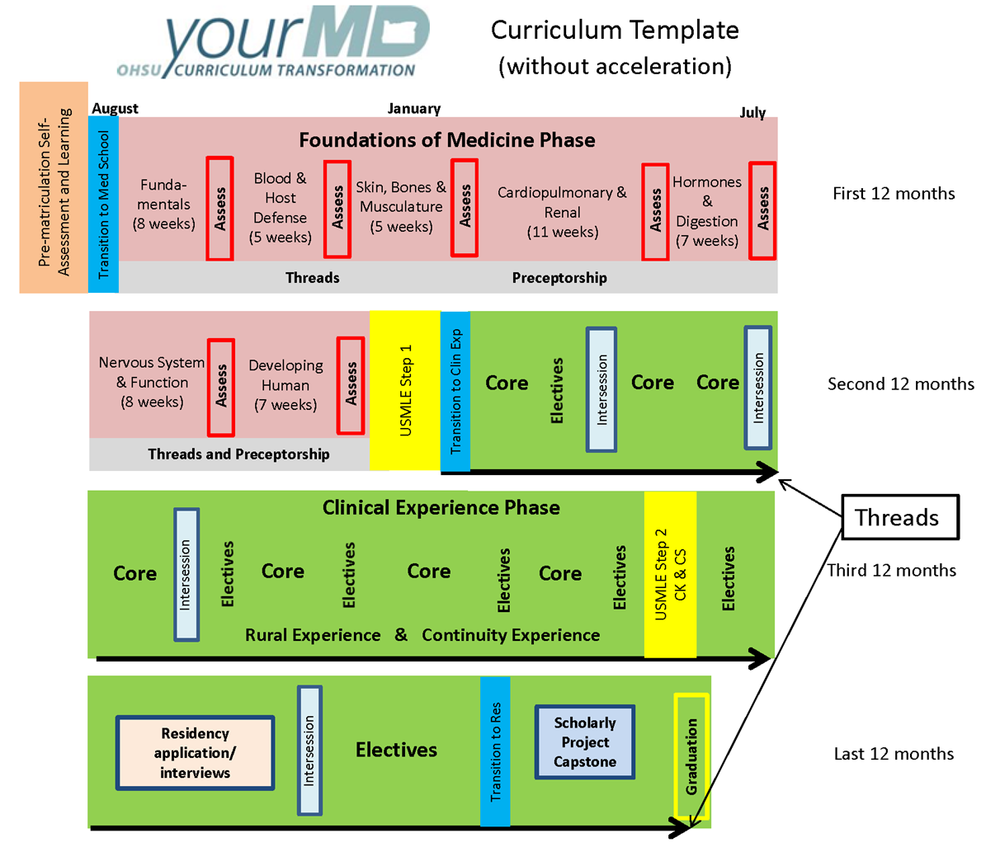 yourMD
OHSU CURRICULUM TRANSFORMATION
Curriculum Template
(without acceleration)
Pre-matriculation Self-
Assessment and Learning
August
January
July
Transition to Med School
Foundations of Medicine Phase
Funda-
mentals
(8 weeks)
Assess
Blood &
Host
Defense
(5 weeks)
Assess
Skin, Bones &
Musculature
(5 weeks)
Assess
Cardiopulmonary &
Renal
(11 weeks)
Assess
Hormones
&
Digestion
(7 weeks)
Assess
First 12 months
Threads
Preceptorship
Nervous System
& Function
(8 weeks)
Assess
Developing
Human
(7 weeks)
Assess
USMLE Step 1
Transition to Clin Exp
Core
Electives
Intersession
Core
Core
Intersession
Second 12 months
Threads and Preceptorship
Clinical Experience Phase
Threads
Core
Intersession
Electives
Core
Electives
Core
Electives
Core
Electives
USMLE Step 2
CK & CS
Electives
Third 12 months
Rural Experience & Continuity Experience
Residency
application/
interviews
Intersession
Electives
Transition to Res
Scholarly
Project
Capstone
Graduation
Last 12 months